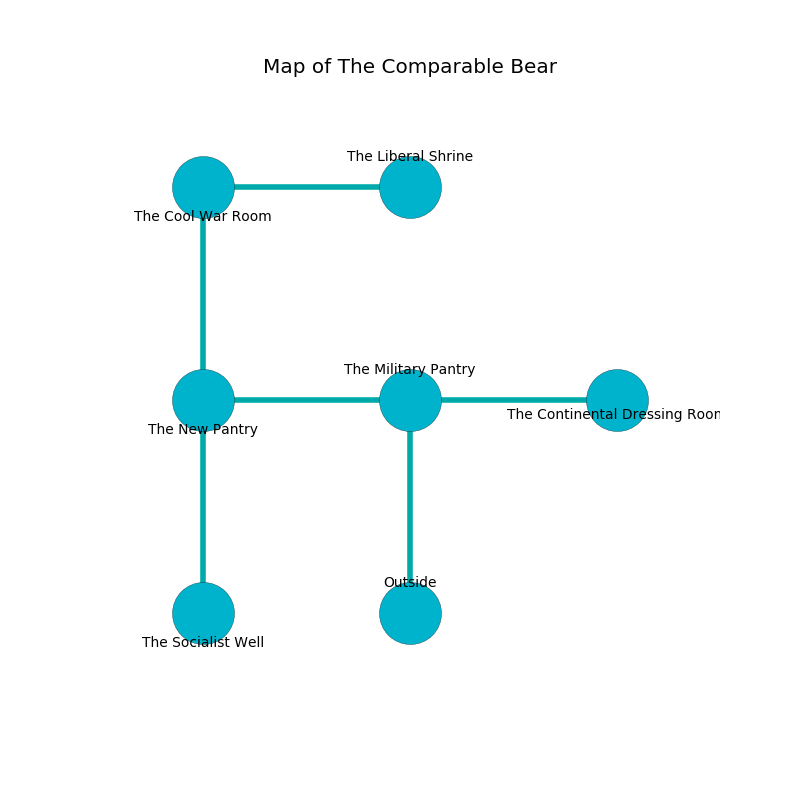 Map of The Comparable Bear
The Liberal Shrine
The Cool War Room
The Military Pantry
The Continental Dressing Roon
The New Pantry
Outside
The Socialist Well